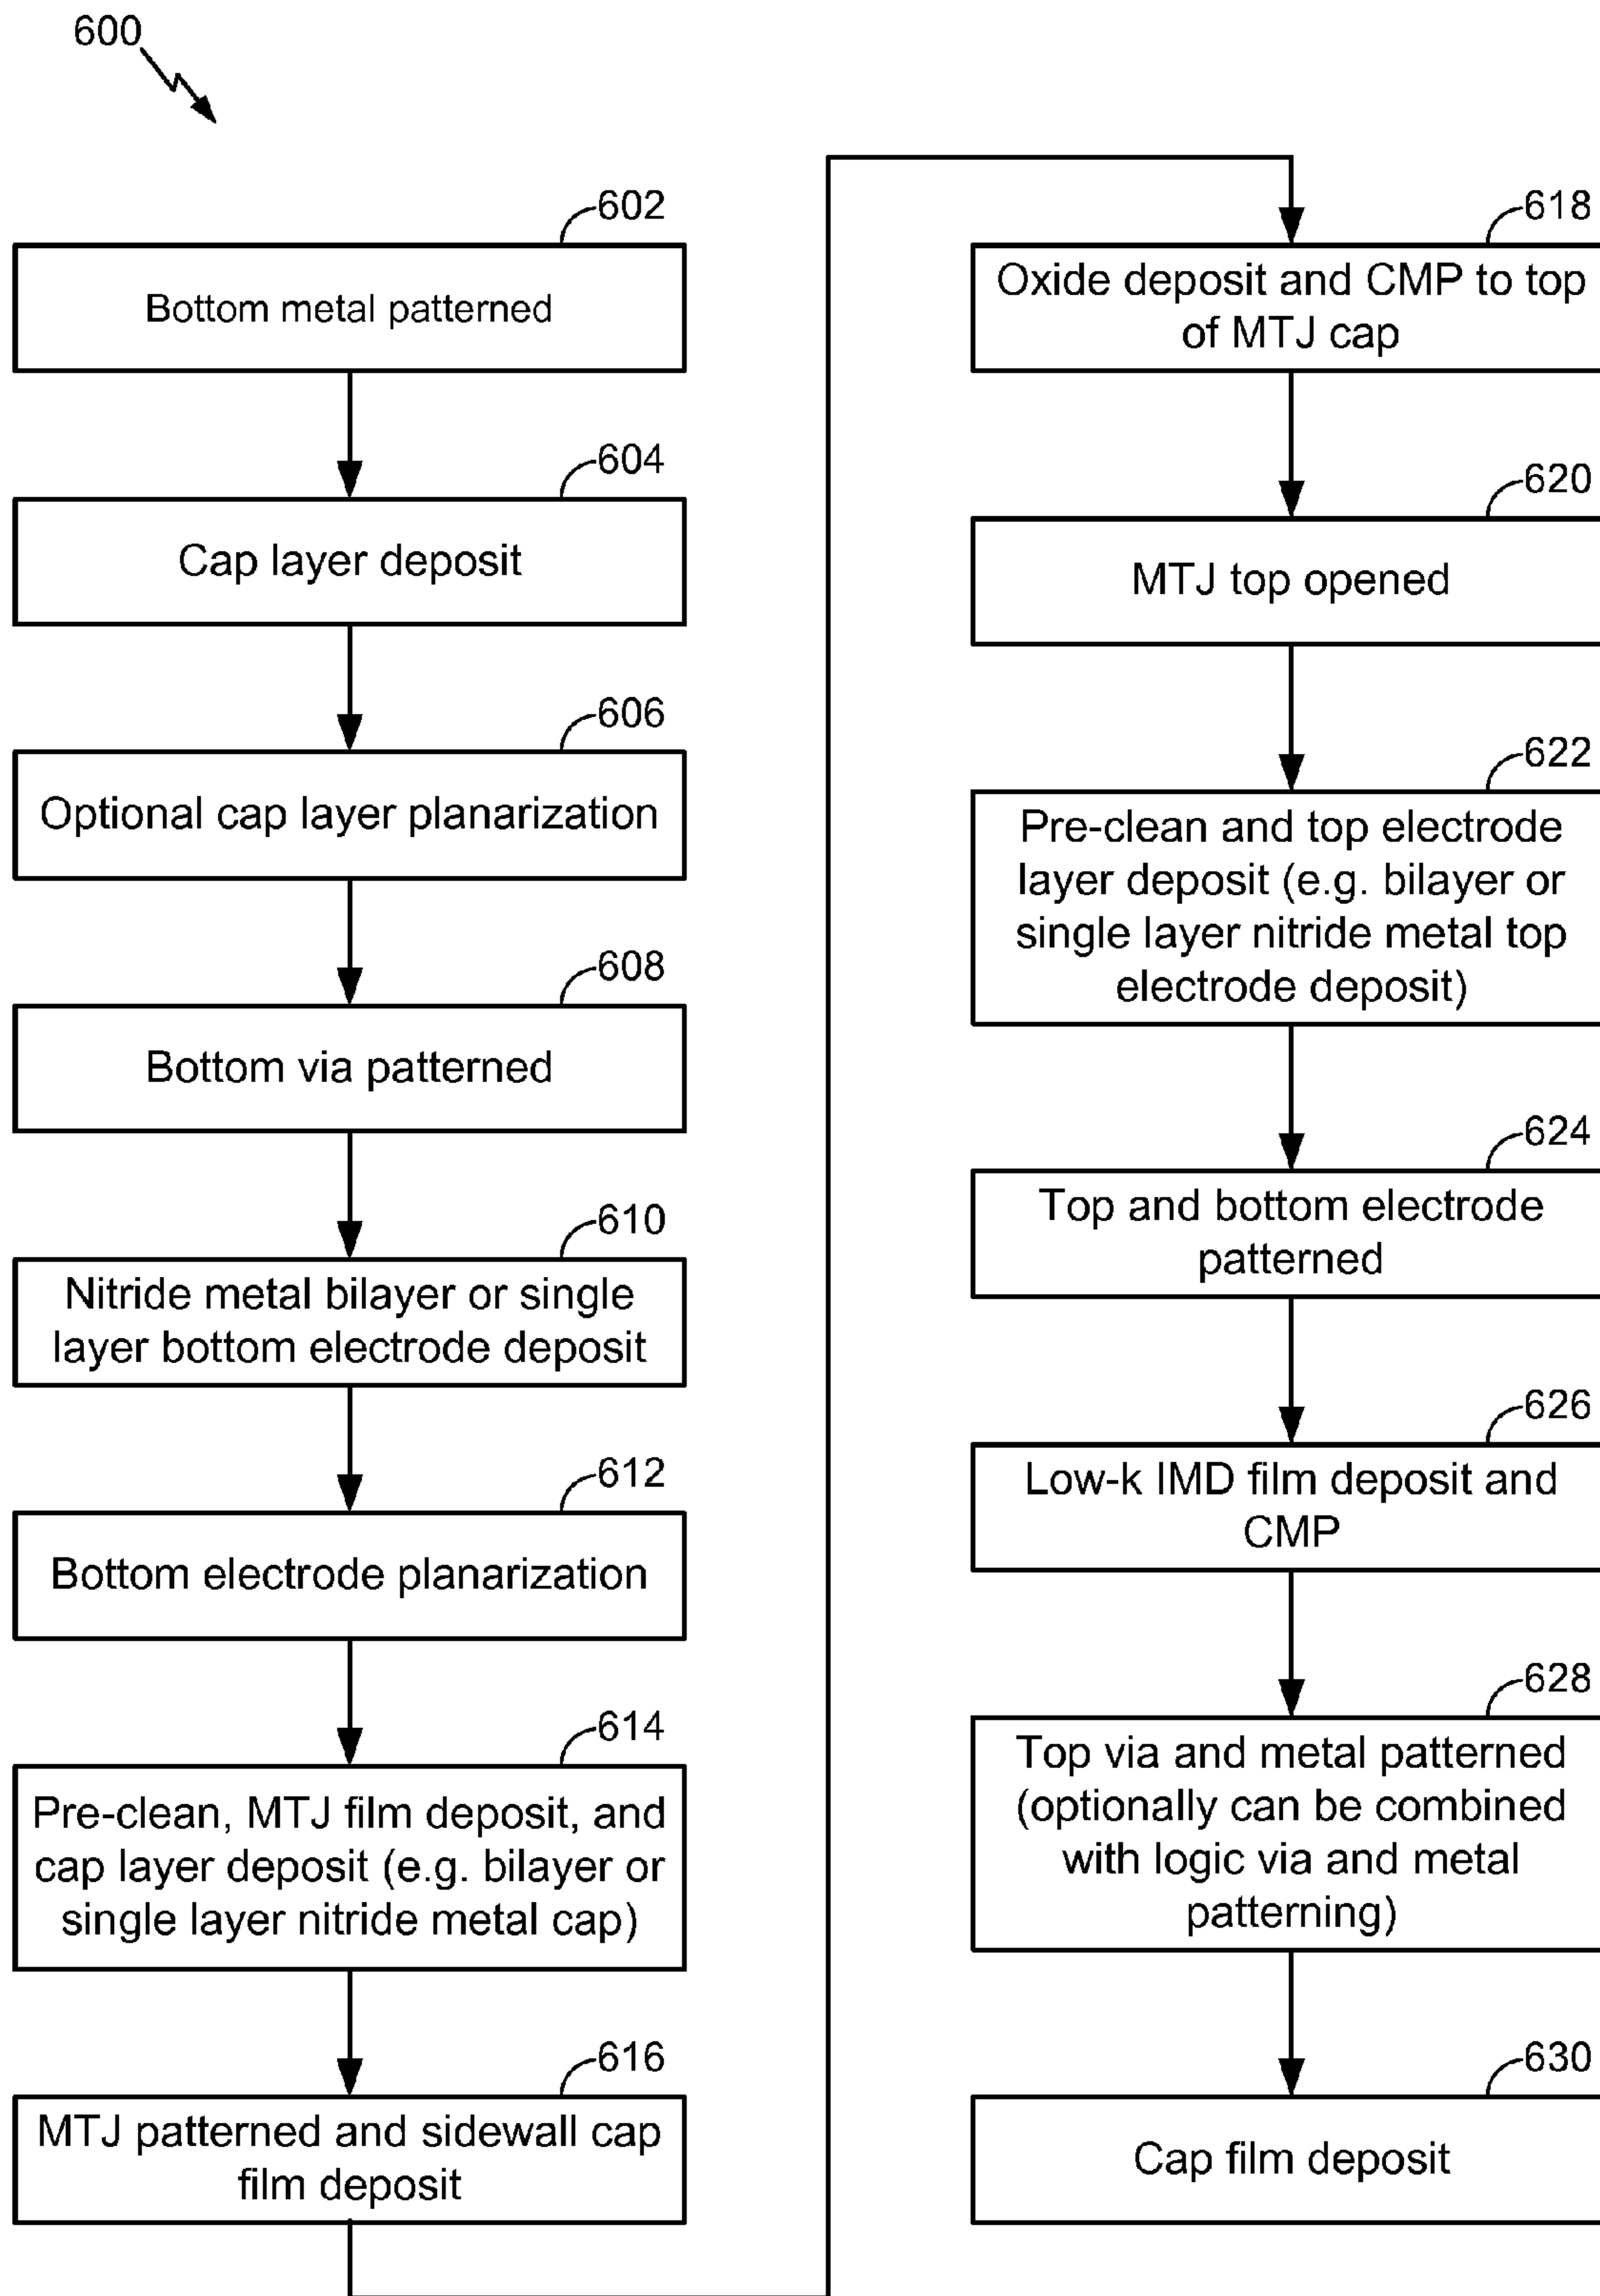 600
602
Bottom metal patterned
604
Cap layer deposit
606
Optional cap layer planarization
608
Bottom via patterned
610
Nitride metal bilayer or single
layer bottom electrode deposit
612
Bottom electrode planarization
614
Pre-clean, MTJ film deposit, and
cap layer deposit (e.g. bilayer or
single layer nitride metal cap)
616
MTJ patterned and sidewall cap
film deposit
618
Oxide deposit and CMP to top
of MTJ cap
620
MTJ top opened
622
Pre-clean and top electrode
layer deposit (e.g. bilayer or
single layer nitride metal top
electrode deposit)
624
Top and bottom electrode
patterned
626
Low-k IMD film deposit and
CMP
628
Top via and metal patterned
(optionally can be combined
with logic via and metal
patterning)
630
Cap film deposit